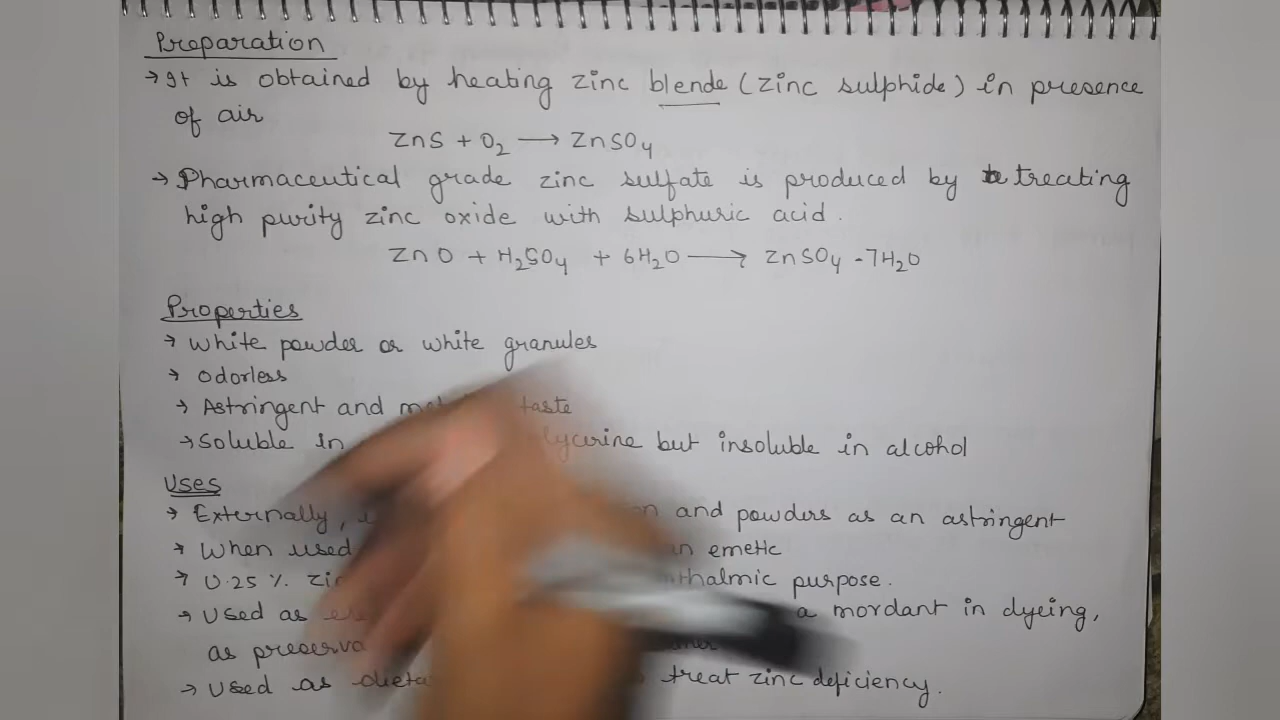 Preparation
→ It is obtained by heating zinc blende (zinc sulphide) in presence
of air
ZnS + O₂ ⟶ ZnSO₄
→ Pharmaceutical grade zinc sulfate is produced by treating
high purity zinc oxide with sulphuric acid.
ZnO + H₂SO₄ + 6H₂O ⟶ ZnSO₄ - 7H₂O
Properties
→ White powder or white granules
→ Odorless
→ Astringent and taste
→ Soluble in but insoluble in alcohol
Uses
→ Externally, and powders as an astringent
→ When used emetic
→ 0.25 % purpose.
→ Used as a mordant in dyeing,
as
→ Used as treat zinc deficiency.